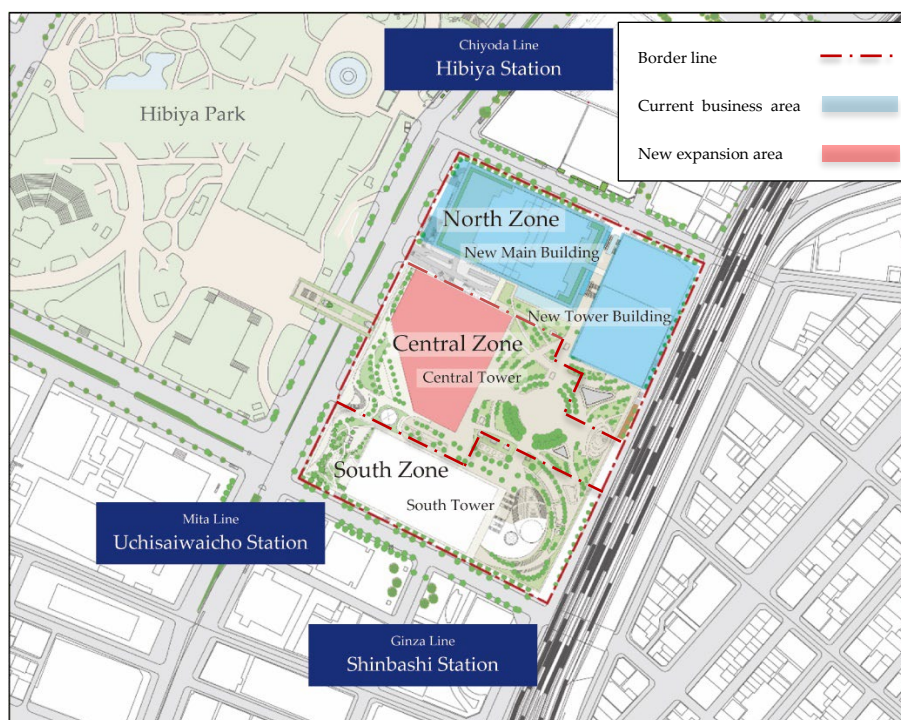 Chiyoda Line
Hibiya Station
Border line
Current business area
New expansion area
Hibiya Park
North Zone
New Main Building
New Tower Building
Central Zone
Central Tower
South Zone
South Tower
Mita Line
Uchisaiwaicho Station
Ginza Line
Shinbashi Station